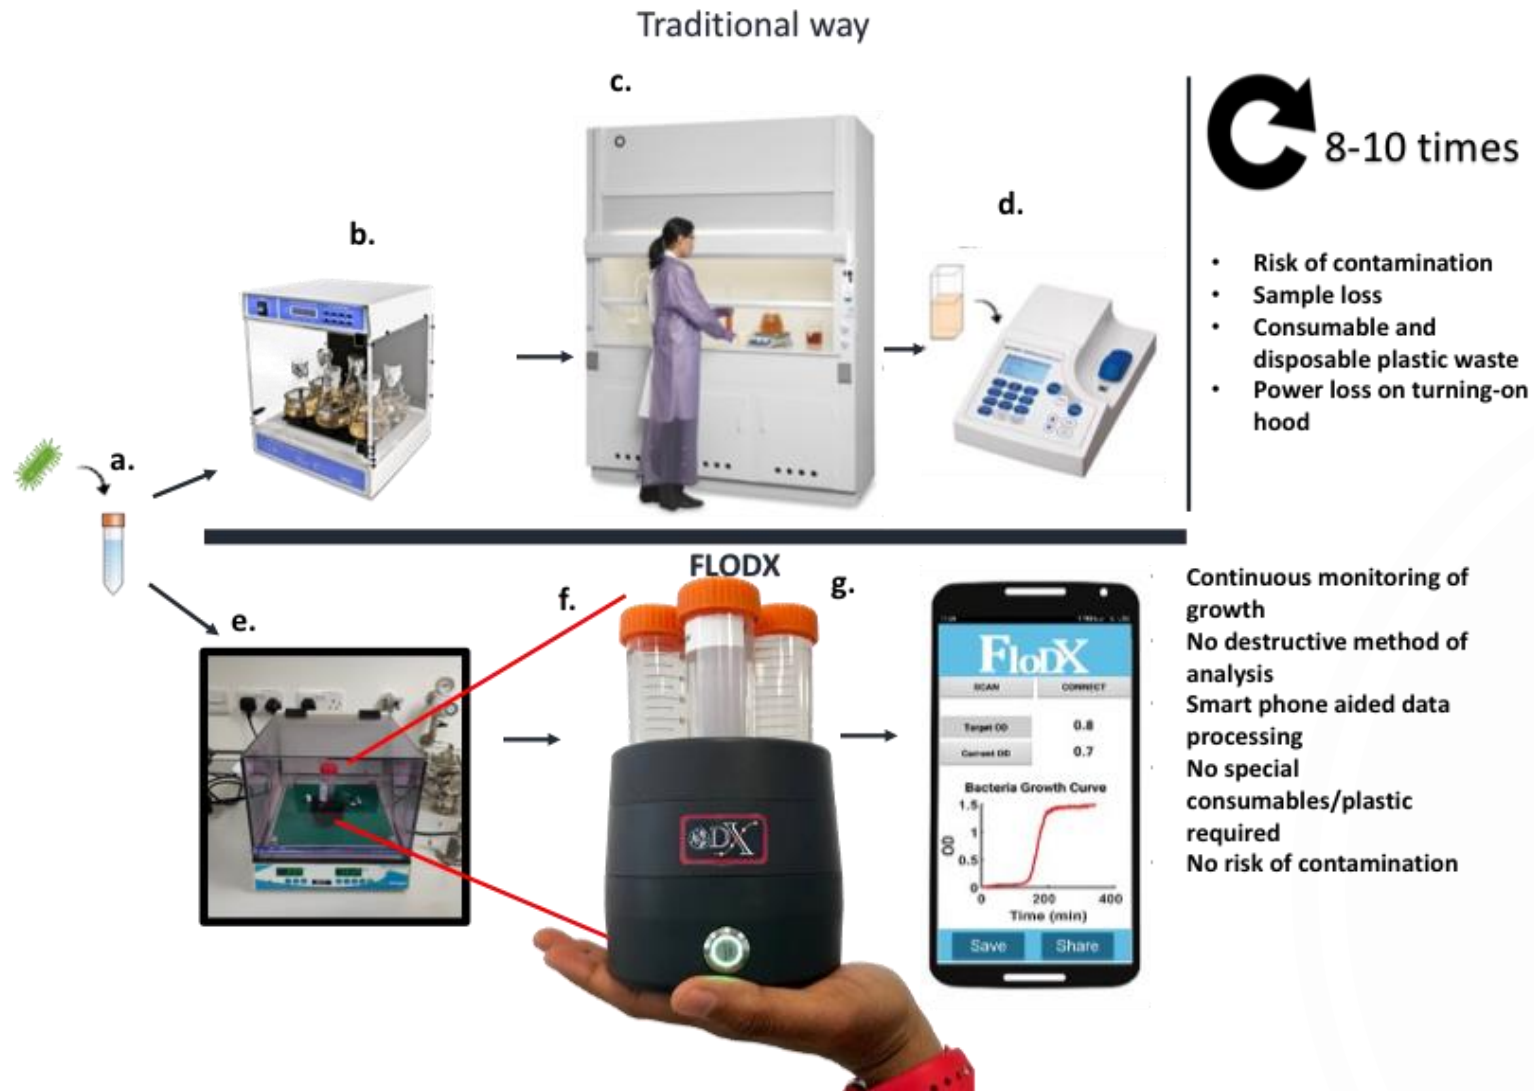 Traditional way
c.
8-10 times
d.
b.
• Risk of contamination
• Sample loss
• Consumable and
disposable plastic waste
• Power loss on turning-on
hood
a.
FLODX
e.
f.
g.
FLODX
SCAN CONNECT
Target OD 0.8
Current OD 0.7
Bacteria Growth Curve
1.5
1
0.5
0
OD
0 200 400
Time (min)
Save Share
ODX
Continuous monitoring of
growth
No destructive method of
analysis
Smart phone aided data
processing
No special
consumables/plastic
required
No risk of contamination